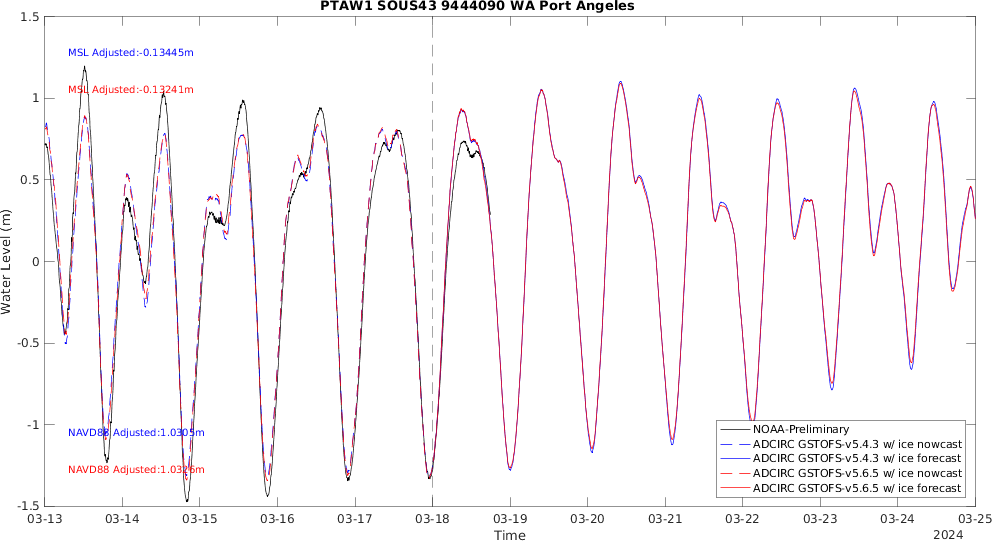 PTAW1 SOUS43 9444090 WA Port Angeles
1.5
1
0.5
0
-0.5
-1
-1.5
Water Level (m)
MSL Adjusted:-0.13445m
MSL Adjusted:-0.13241m
NAVD88 Adjusted:1.0305m
NAVD88 Adjusted:1.0326m
NOAA-Preliminary
ADCIRC GSTOFS-v5.4.3 w/ ice nowcast
ADCIRC GSTOFS-v5.4.3 w/ ice forecast
ADCIRC GSTOFS-v5.6.5 w/ ice nowcast
ADCIRC GSTOFS-v5.6.5 w/ ice forecast
03-13 03-14 03-15 03-16 03-17 03-18 03-19 03-20 03-21 03-22 03-23 03-24 03-25
Time
2024